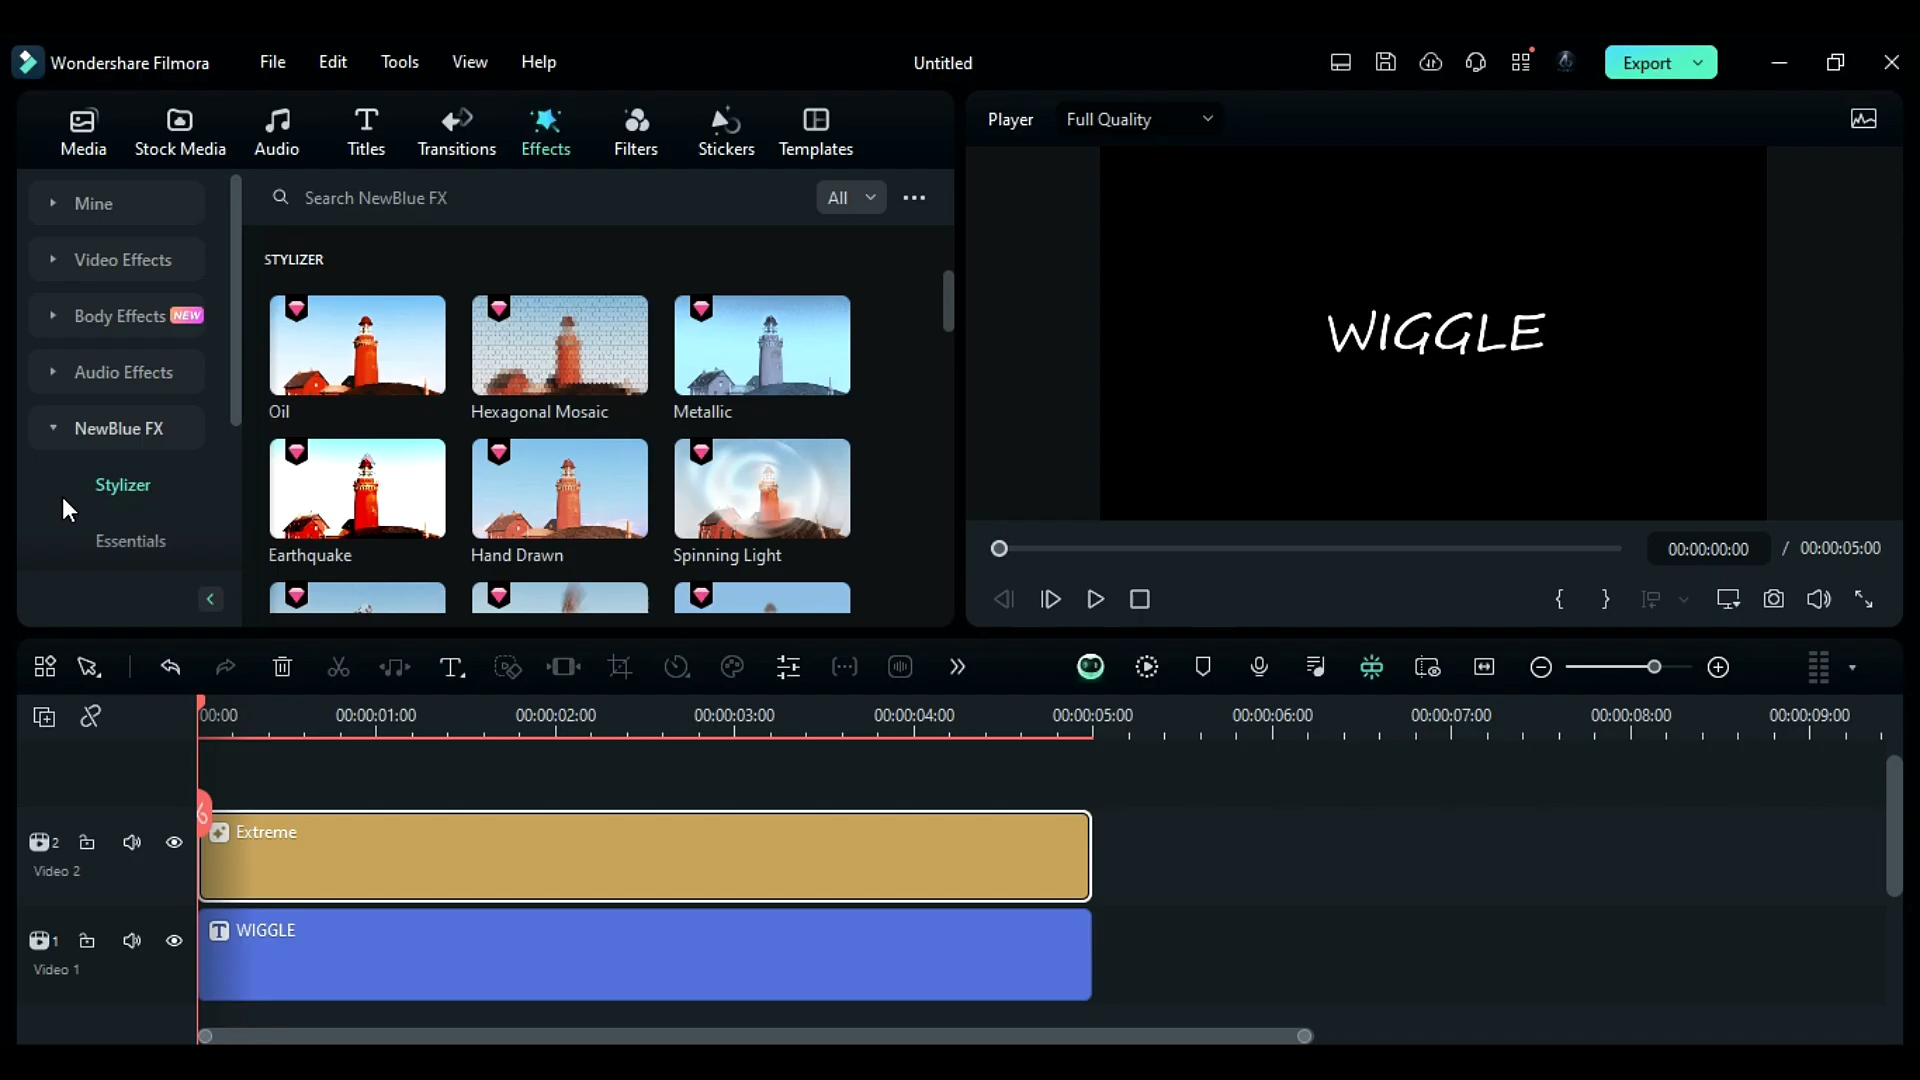 Wondershare Filmora
File
Edit
Tools
View
Help
Untitled
Export
Media
Stock Media
Audio
Titles
Transitions
Effects
Filters
Stickers
Templates
Player
Full Quality
Mine
Video Effects
Body Effects NEW
Audio Effects
NewBlue FX
Stylizer
Essentials
Search NewBlue FX
All
STYLIZER
Oil
Hexagonal Mosaic
Metallic
Earthquake
Hand Drawn
Spinning Light
WIGGLE
00:00:00:00 / 00:00:05:00
00:00
00:00:01:00
00:00:02:00
00:00:03:00
00:00:04:00
00:00:05:00
00:00:06:00
00:00:07:00
00:00:08:00
00:00:09:00
2
Video 2
Extreme
1
Video 1
T WIGGLE